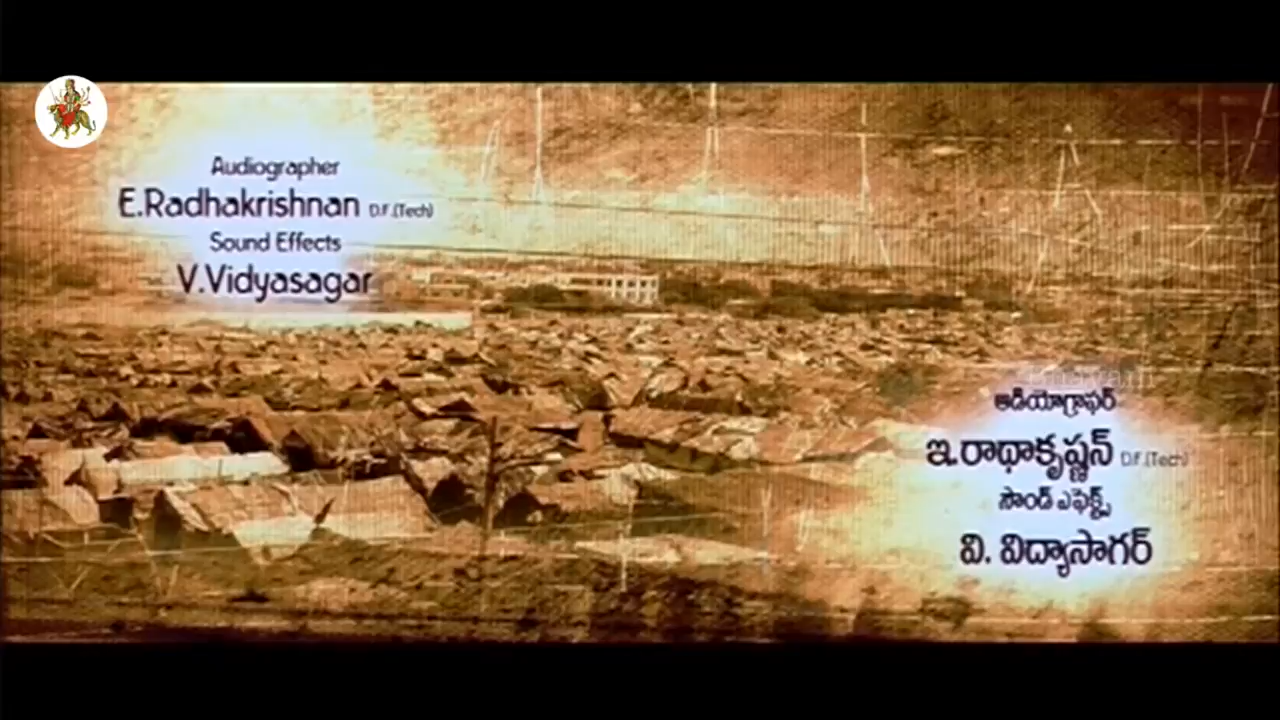 Audiographer
E.Radhakrishnan D.F.(Tech)
Sound Effects
V.Vidyasagar
ఆడియోగ్రాఫర్
ఇ.రాధాకృష్ణన్ D.F.(Tech)
సౌండ్ ఎఫెక్ట్స్
వి. విద్యాసాగర్